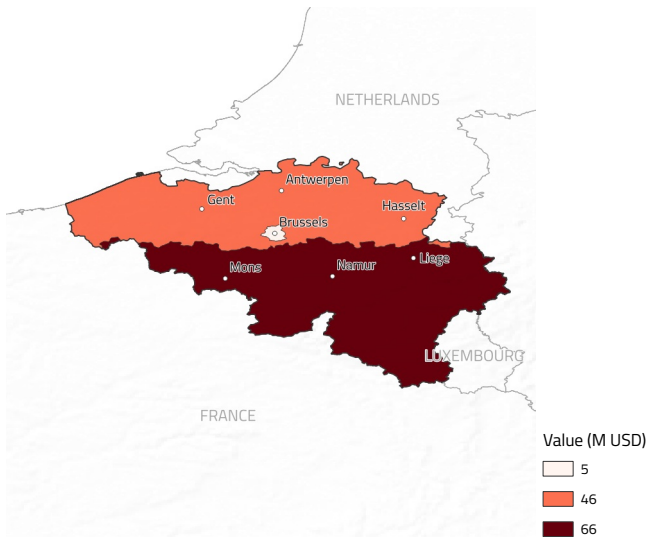 NETHERLANDS
Antwerpen
Gent
Hasselt
Brussels
Liege
Namur
Mons
LUXEMBOURG
FRANCE
Value (M USD)
5
46
66